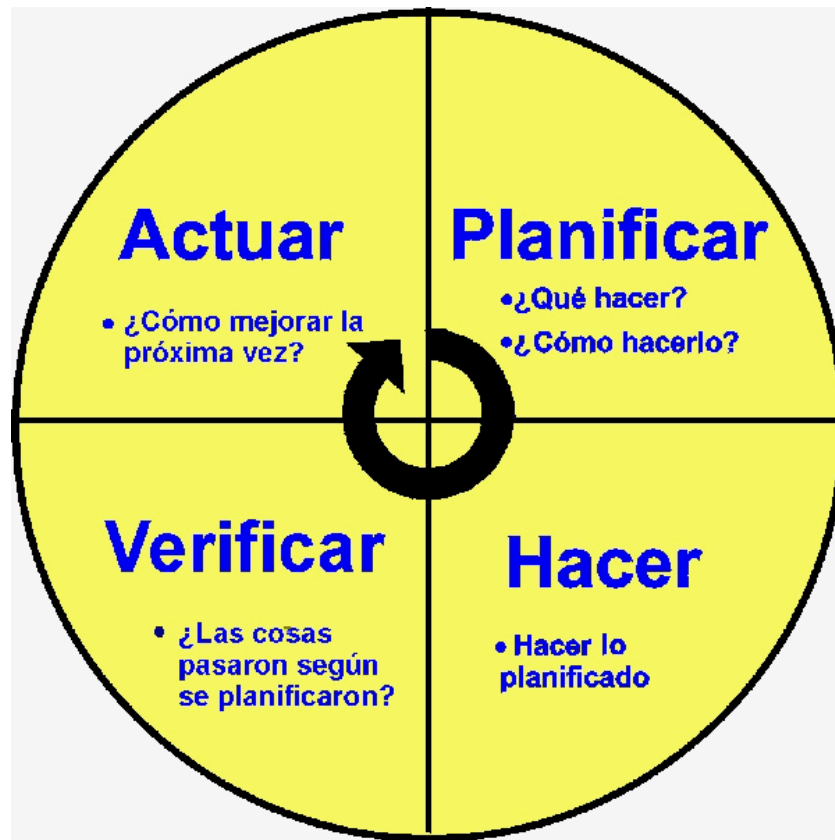 Actuar
• ¿Cómo mejorar la
próxima vez?
Planificar
•¿Qué hacer?
•¿Cómo hacerlo?
Verificar
• ¿Las cosas
pasaron según
se planificaron?
Hacer
• Hacer lo
planificado